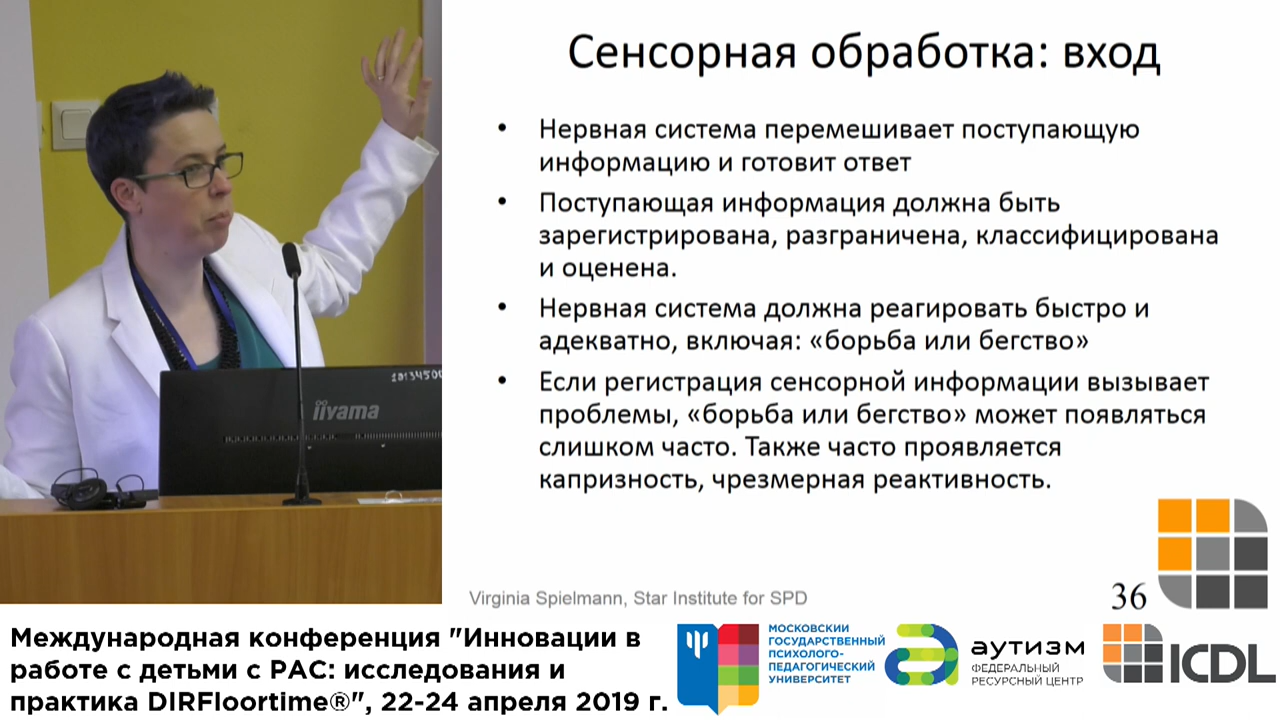 Сенсорная обработка: вход
• Нервная система перемешивает поступающую
информацию и готовит ответ
• Поступающая информация должна быть
зарегистрирована, разграничена, классифицирована
и оценена.
• Нервная система должна реагировать быстро и
адекватно, включая: «борьба или бегство»
• Если регистрация сенсорной информации вызывает
проблемы, «борьба или бегство» может появляться
слишком часто. Также часто проявляется
капризность, чрезмерная реактивность.
Virginia Spielmann, Star Institute for SPD
36
iiyama
Международная конференция "Инновации в
работе с детьми с РАС: исследования и
практика DIRFloortime®", 22-24 апреля 2019 г.
МОСКОВСКИЙ
ГОСУДАРСТВЕННЫЙ
ПСИХОЛОГО-
ПЕДАГОГИЧЕСКИЙ
УНИВЕРСИТЕТ
аутизм
ФЕДЕРАЛЬНЫЙ
РЕСУРСНЫЙ ЦЕНТР
ICDL